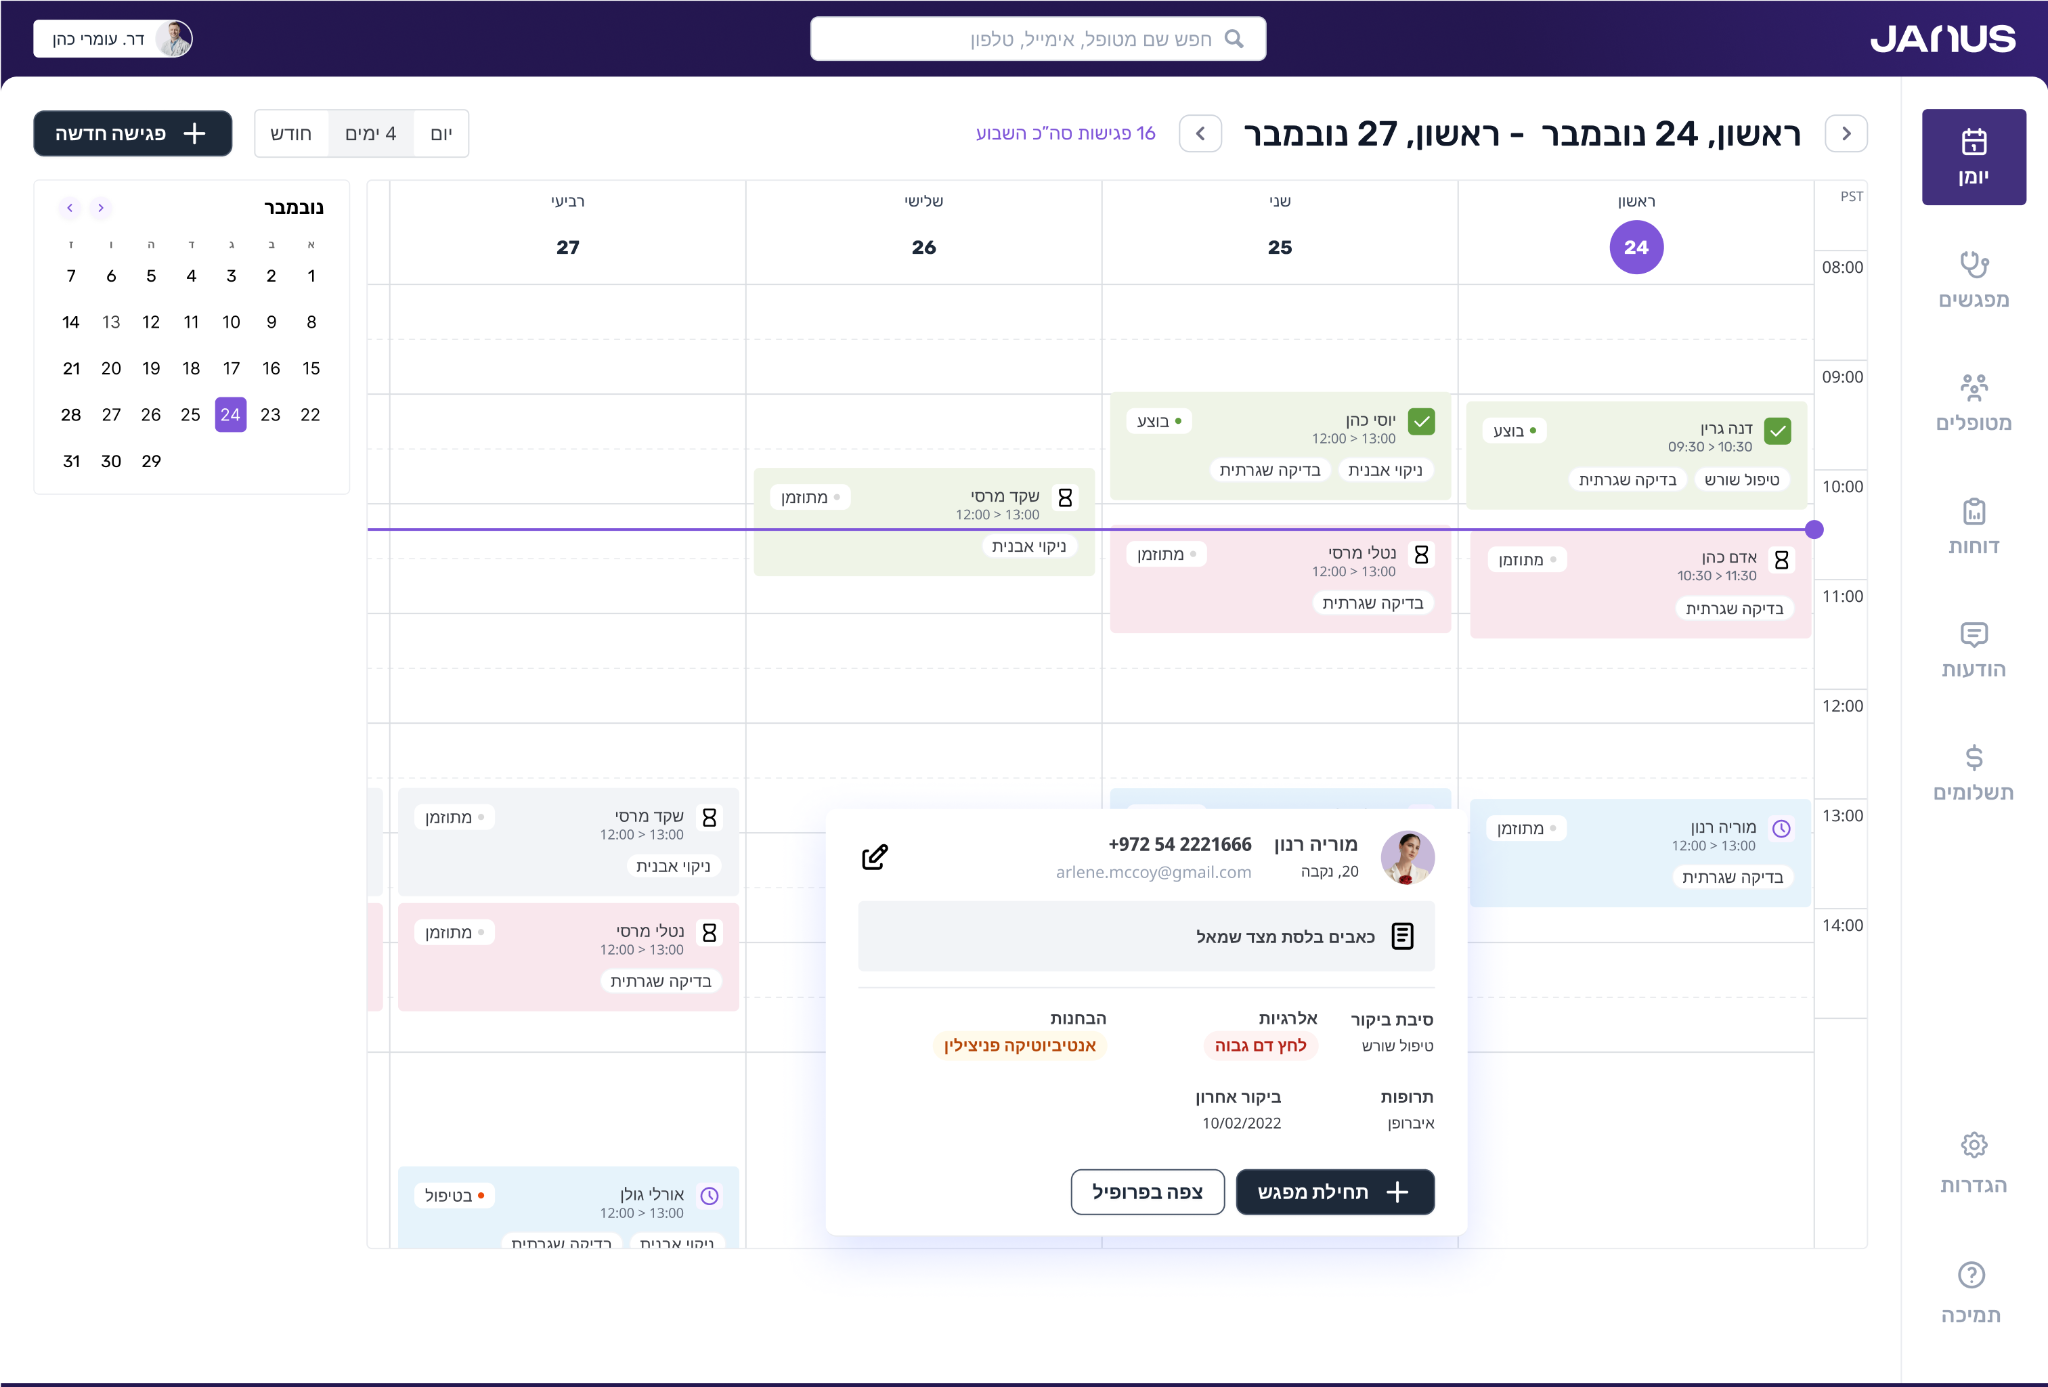 JANUS
חפש שם מטופל, אימייל, טלפון
דר. עומרי כהן
יומן
מפגשים
מטופלים
דוחות
הודעות
תשלומים
הגדרות
תמיכה
ראשון, 24 נובמבר - ראשון, 27 נובמבר
16 פגישות סה"כ השבוע
יום
4 ימים
חודש
פגישה חדשה
PST
08:00
09:00
10:00
11:00
12:00
13:00
14:00
ראשון
24
שני
25
שלישי
26
רביעי
27
דנה גרין
09:30 > 10:30
בוצע
טיפול שורש
בדיקה שגרתית
אדם כהן
10:30 < 11:30
מתוזמן
בדיקה שגרתית
מוריה רנון
12:00 < 13:00
מתוזמן
בדיקה שגרתית
יוסי כהן
12:00 < 13:00
בוצע
ניקוי אבנית
בדיקה שגרתית
נטלי מרסי
12:00 > 13:00
מתוזמן
בדיקה שגרתית
שקד מרסי
12:00 > 13:00
מתוזמן
ניקוי אבנית
שקד מרסי
12:00 < 13:00
מתוזמן
ניקוי אבנית
נטלי מרסי
12:00 < 13:00
מתוזמן
בדיקה שגרתית
אורלי גולן
12:00 < 13:00
בטיפול
ניקוי אבנית
בדיקה שגרתית
מוריה רנון
20, נקבה
+972 54 2221666
arlene.mccoy@gmail.com
כאבים בלסת מצד שמאל
סיבת ביקור
טיפול שורש
אלרגיות
לחץ דם גבוה
הבחנות
אנטיביוטיקה פניצילין
תרופות
איברופן
ביקור אחרון
10/02/2022
תחילת מפגש
צפה בפרופיל
נובמבר
א ב ג ד ה ו ז
1 2 3 4 5 6 7
8 9 10 11 12 13 14
15 16 17 18 19 20 21
22 23 24 25 26 27 28
29 30 31